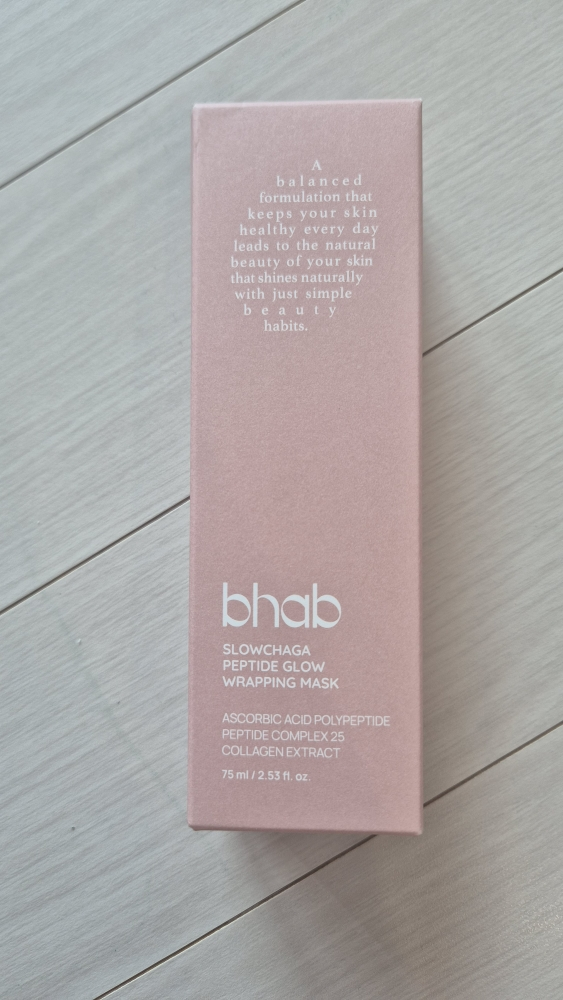 A
balanced
formulation that
keeps your skin
healthy every day
leads to the natural
beauty of your skin
that shines naturally
with just simple
beauty
habits.
bhab
SLOWCHAGA
PEPTIDE GLOW
WRAPPING MASK
ASCORBIC ACID POLYPEPTIDE
PEPTIDE COMPLEX 25
COLLAGEN EXTRACT
75 ml / 2.53 fl. oz.